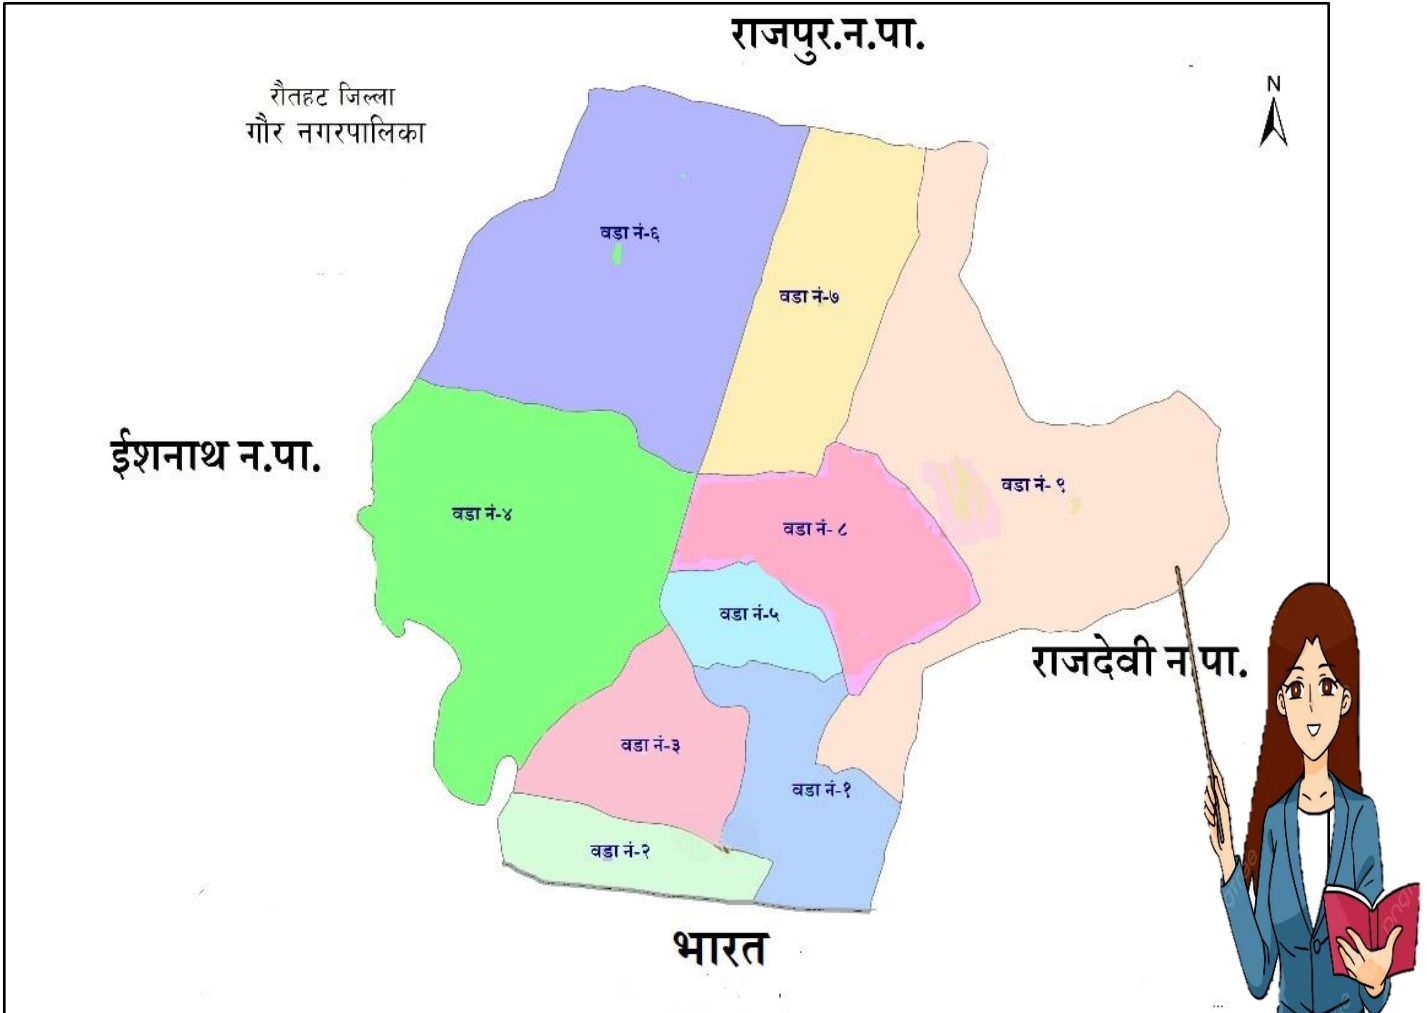 राजपुर.न.पा.
रौतहट जिल्ला
गौर नगरपालिका
N
वडा नं-६
वडा नं-७
ईशनाथ न.पा.
वडा नं-४
वडा नं- ९
वडा नं- ८
वडा नं-५
राजदेवी न.पा.
वडा नं-३
वडा नं-१
वडा नं-२
भारत